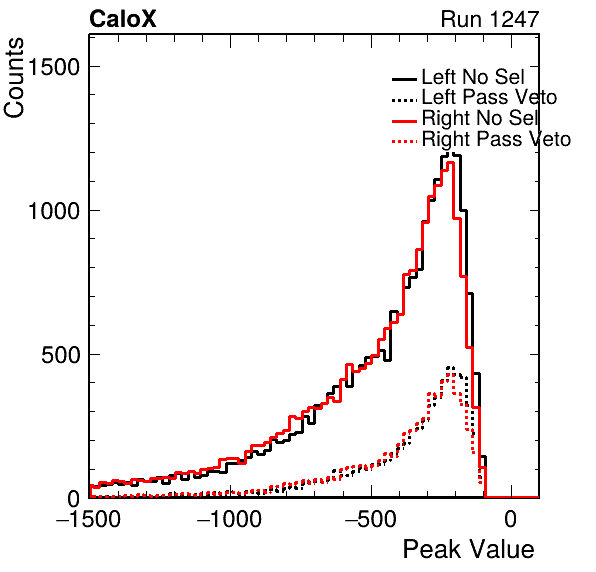 CaloX Run 1247
Counts
1500
Left No Sel
Left Pass Veto
Right No Sel
Right Pass Veto
1000
500
0
−1500 −1000 −500 0
Peak Value